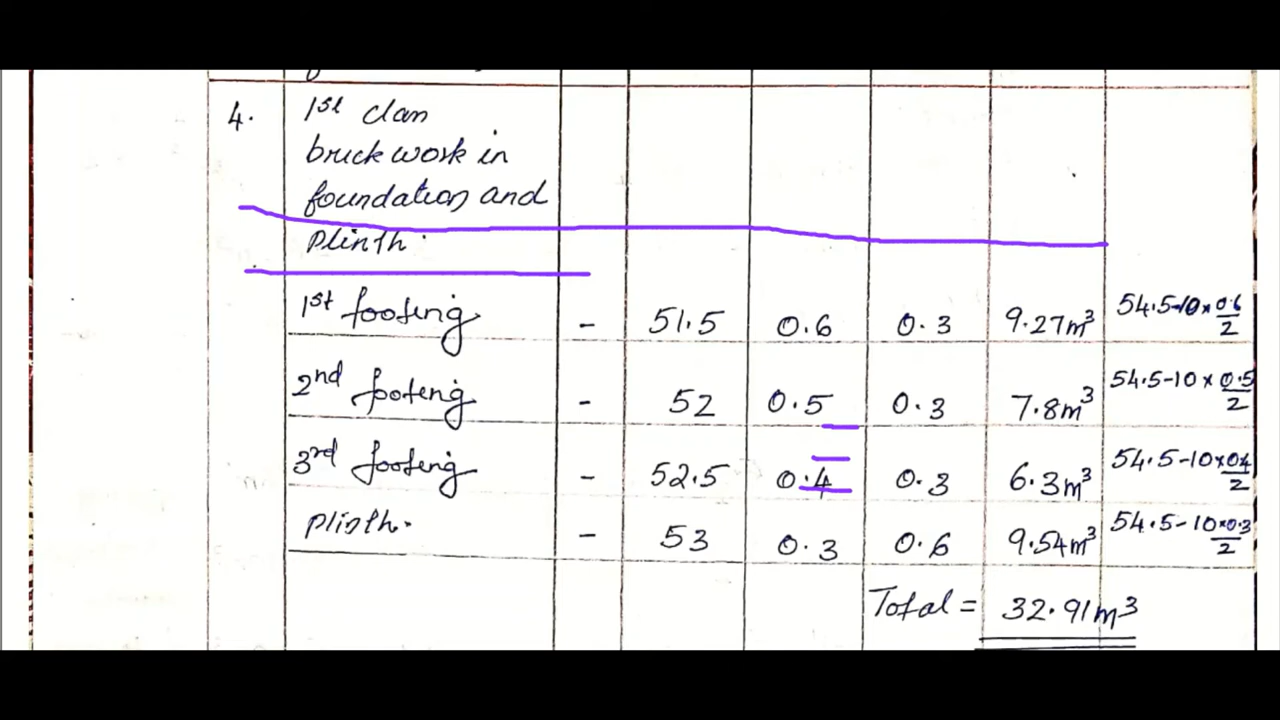 4. 1st class
brick work in
foundation and
Plinth.
1st footing - 51.5 0.6 0.3 9.27m³ 54.5-10×0.6/2
2nd footing - 52 0.5 0.3 7.8m³ 54.5-10×0.5/2
3rd footing - 52.5 0.4 0.3 6.3m³ 54.5-10×0.4/2
Plinth. - 53 0.3 0.6 9.54m³ 54.5-10×0.3/2
Total = 32.91m³